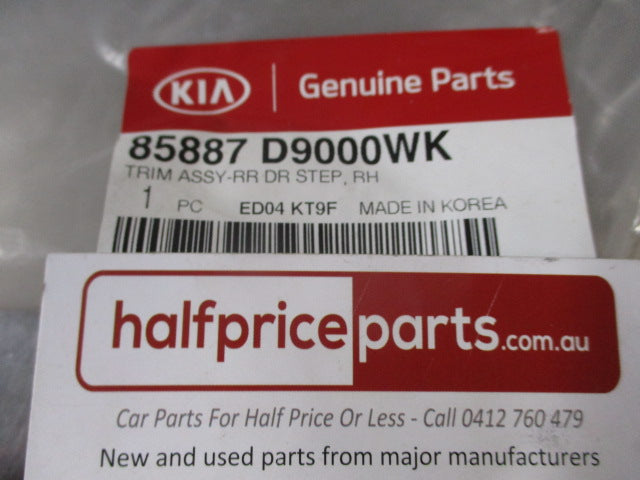 KIA Genuine Parts
85887 D9000WK
TRIM ASSY-RR DR STEP, RH
1 PC ED04 KT9F MADE IN KOREA
halfpriceparts.com.au
Car Parts For Half Price Or Less - Call 0412 760 479
New and used parts from major manufacturers